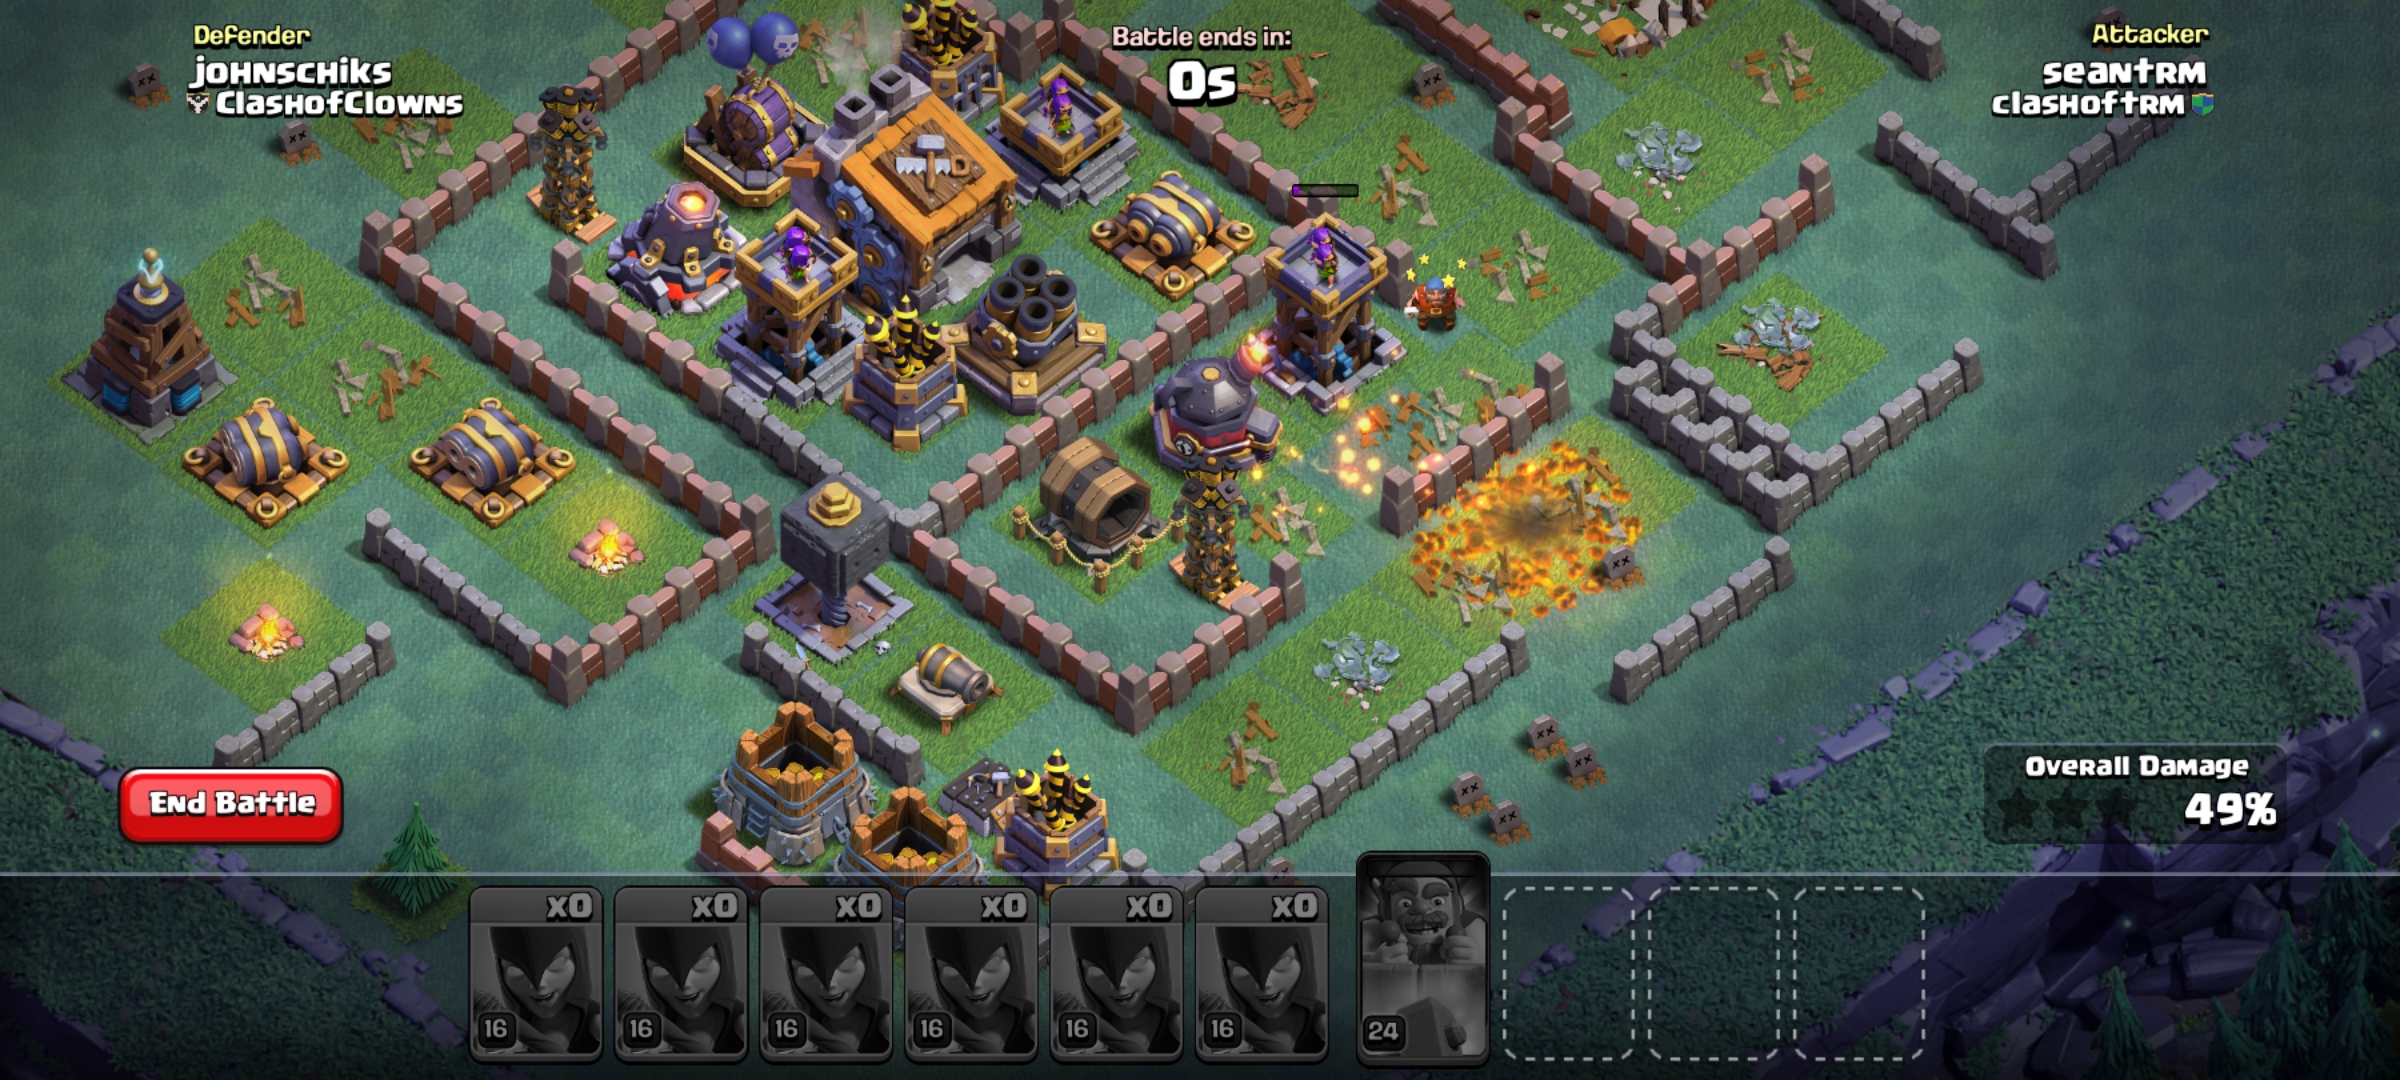 Defender
johnschiks
ClashofClowns
Battle ends in:
0s
Attacker
seantrm
clashoftrm
End Battle
Overall Damage
49%
x0
x0
x0
x0
x0
x0
16
16
16
16
16
16
24